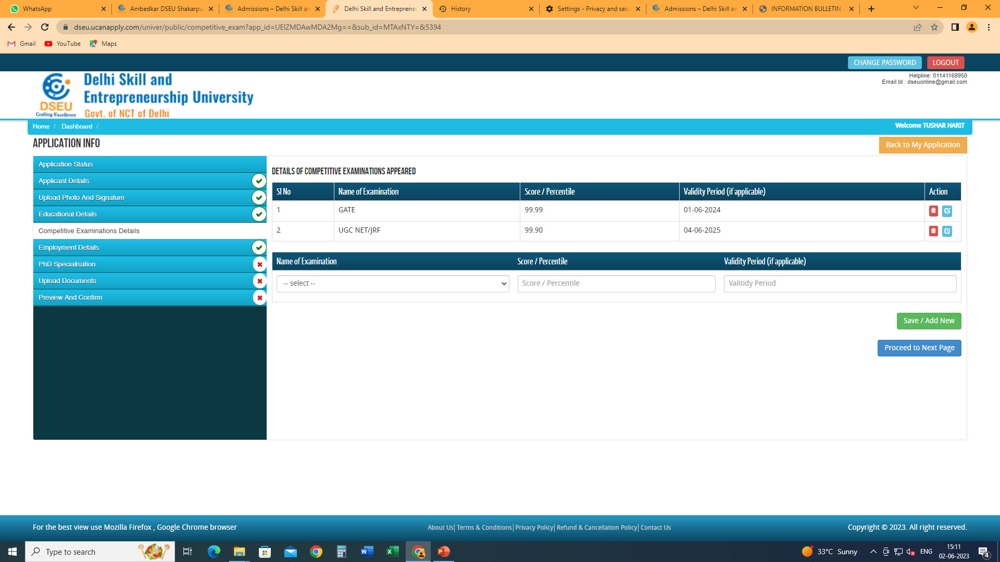 WhatsApp
Ambedkar DSEU Shakarpu
Admissions – Delhi Skill an
Delhi Skill and Entrepreneu
History
Settings - Privacy and secu
Admissions – Delhi Skill an
INFORMATION BULLETIN
dseu.ucanapply.com/univer/public/competitive_exam?app_id=UElZMDAwMDA2Mg==&sub_id=MTAxNTY=&5394
Gmail
YouTube
Maps
CHANGE PASSWORD
LOGOUT
Helpline: 01141169950
Email Id : dseuonline@gmail.com
DSEU
Crafting Excellence
Delhi Skill and
Entrepreneurship University
Govt. of NCT of Delhi
Home / Dashboard /
Welcome TUSHAR HARIT
APPLICATION INFO
Back to My Application
Application Status
Applicant Details
Upload Photo And Signature
Educational Details
Competitive Examinations Details
Employment Details
PhD Specialisation
Upload Documents
Preview And Confirm
DETAILS OF COMPETITIVE EXAMINATIONS APPEARED
Sl No Name of Examination Score / Percentile Validity Period (if applicable) Action
1 GATE 99.99 01-06-2024
2 UGC NET/JRF 99.90 04-06-2025
Name of Examination Score / Percentile Validity Period (if applicable)
-- select -- Score / Percentile Valitidy Period
Save / Add New
Proceed to Next Page
For the best view use Mozilla Firefox , Google Chrome browser
About Us| Terms & Conditions| Privacy Policy| Refund & Cancellation Policy| Contact Us
Copyright © 2023. All right reserved.
Type to search
33°C Sunny
ENG
15:11
02-06-2023
4